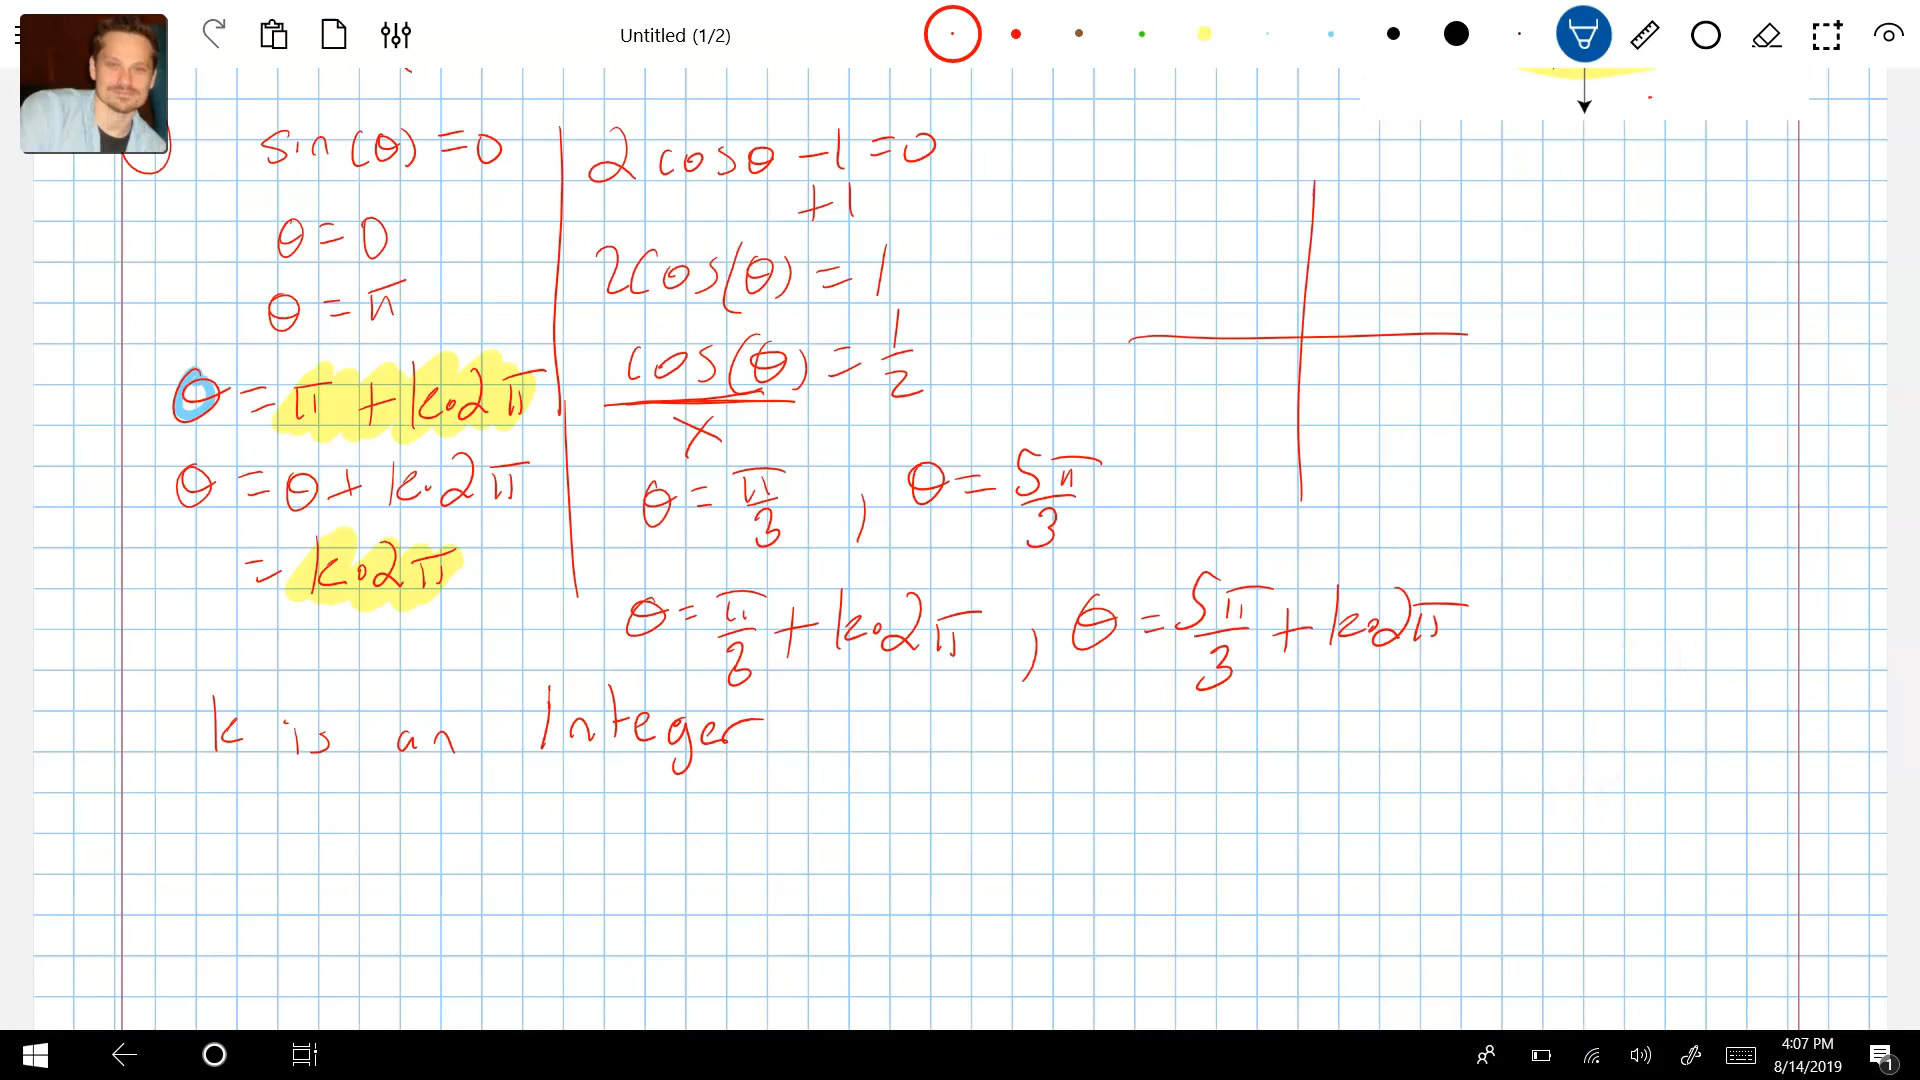 Untitled (1/2)
sin(θ) = 0
θ = 0
θ = π
θ = π + k·2π
θ = θ + k·2π
= k·2π
2cosθ - 1 = 0
+1
2cos(θ) = 1
cos(θ) = 1/2
x
θ = π/3 , θ = 5π/3
θ = π/3 + k·2π , θ = 5π/3 + k·2π
k is an Integer
4:07 PM
8/14/2019
1